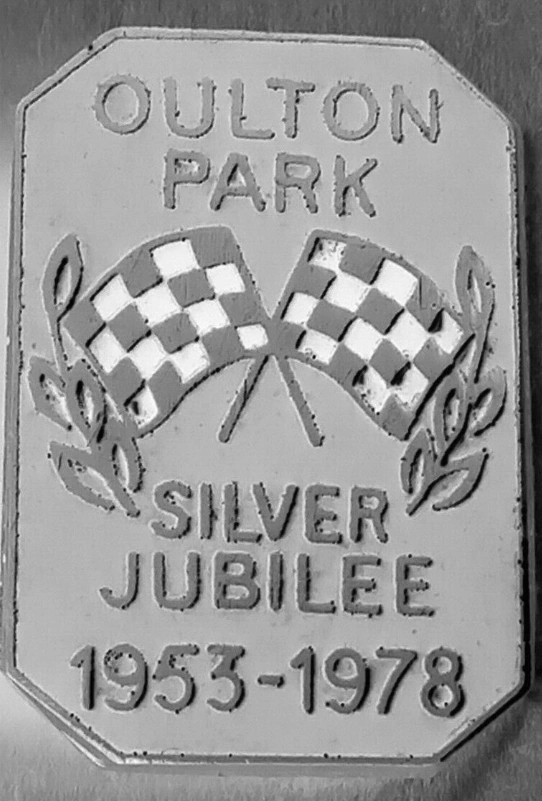 OULTON
PARK
SILVER
JUBILEE
1953-1978